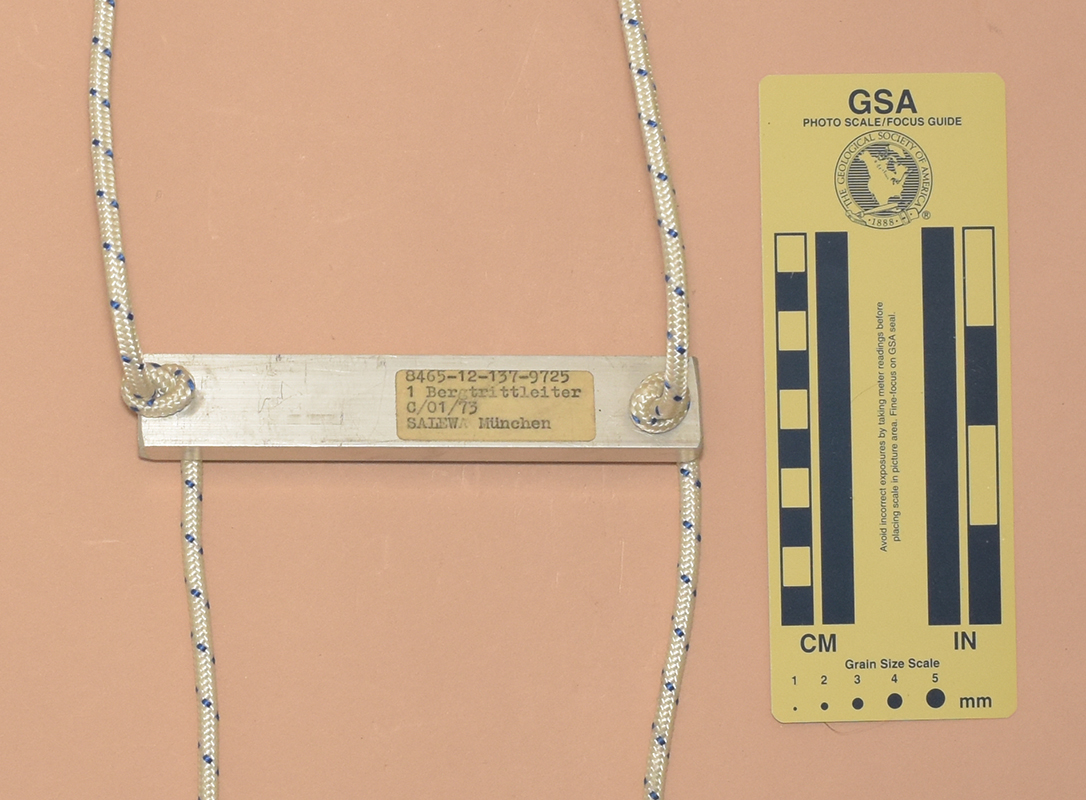 8465-12-137-9725
1 Bergtrittleiter
C/01/73
SALEWA München
GSA
PHOTO SCALE/FOCUS GUIDE
THE GEOLOGICAL SOCIETY OF AMERICA
·1888· ®
Avoid incorrect exposures by taking meter readings before
placing scale in picture area. Fine-focus on GSA seal.
CM
IN
Grain Size Scale
1 2 3 4 5
mm